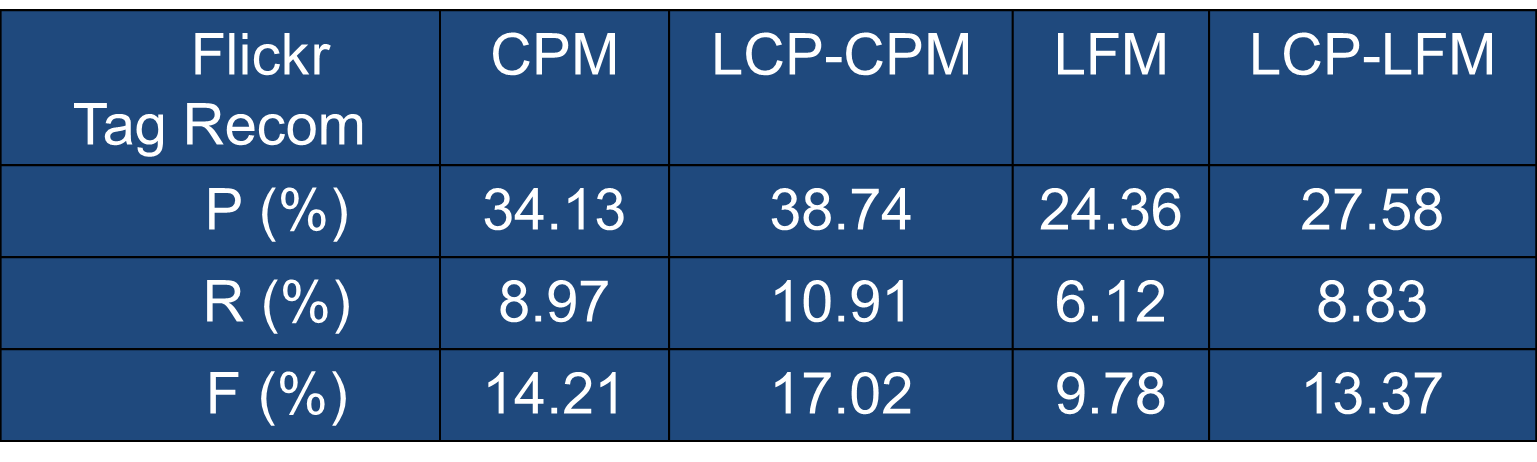 Flickr CPM LCP-CPM LFM LCP-LFM
Tag Recom
P (%) 34.13 38.74 24.36 27.58
R (%) 8.97 10.91 6.12 8.83
F (%) 14.21 17.02 9.78 13.37